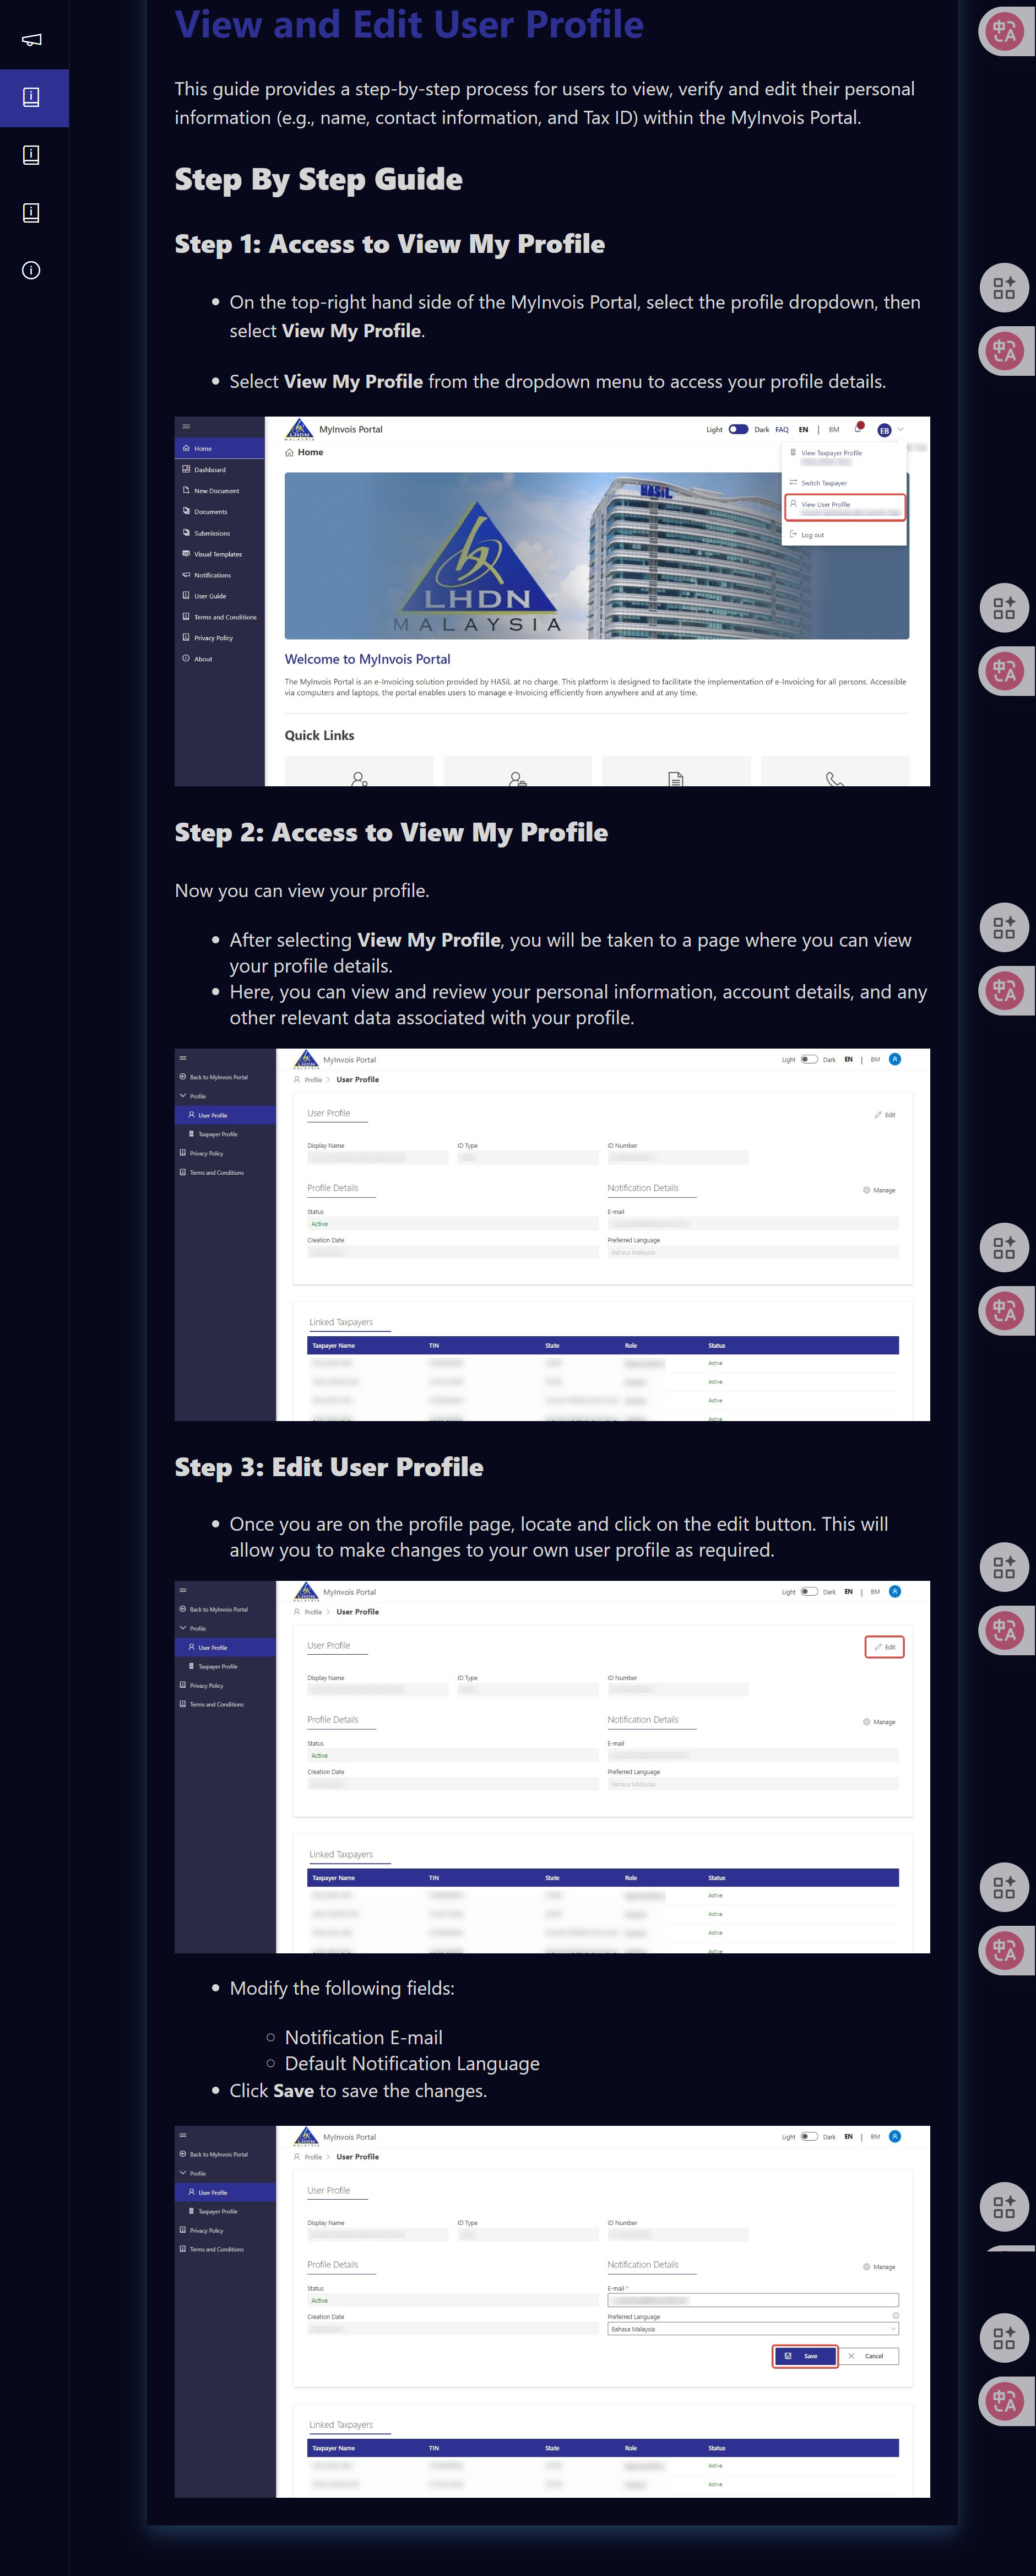 View and Edit User Profile
This guide provides a step-by-step process for users to view, verify and edit their personal
information (e.g., name, contact information, and Tax ID) within the MyInvois Portal.
Step By Step Guide
Step 1: Access to View My Profile
On the top-right hand side of the MyInvois Portal, select the profile dropdown, then
select View My Profile.
Select View My Profile from the dropdown menu to access your profile details.
LHDN
MALAYSIA
MyInvois Portal
Light Dark FAQ EN | BM EB
Home
Home
Dashboard
New Document
Documents
Submissions
Visual Templates
Notifications
User Guide
Terms and Conditions
Privacy Policy
About
View Taxpayer Profile
Switch Taxpayer
View User Profile
Log out
HASiL
LHDN
MALAYSIA
Welcome to MyInvois Portal
The MyInvois Portal is an e-Invoicing solution provided by HASiL at no charge. This platform is designed to facilitate the implementation of e-Invoicing for all persons. Accessible
via computers and laptops, the portal enables users to manage e-Invoicing efficiently from anywhere and at any time.
Quick Links
Step 2: Access to View My Profile
Now you can view your profile.
After selecting View My Profile, you will be taken to a page where you can view
your profile details.
Here, you can view and review your personal information, account details, and any
other relevant data associated with your profile.
MyInvois Portal
Light Dark EN | BM
Back to MyInvois Portal
Profile
User Profile
Taxpayer Profile
Privacy Policy
Terms and Conditions
Profile > User Profile
User Profile
Edit
Display Name ID Type ID Number
Profile Details Notification Details Manage
Status E-mail
Active
Creation Date Preferred Language
Bahasa Malaysia
Linked Taxpayers
Taxpayer Name TIN State Role Status
Active
Active
Active
Active
Step 3: Edit User Profile
Once you are on the profile page, locate and click on the edit button. This will
allow you to make changes to your own user profile as required.
MyInvois Portal
Light Dark EN | BM
Back to MyInvois Portal
Profile
User Profile
Taxpayer Profile
Privacy Policy
Terms and Conditions
Profile > User Profile
User Profile
Edit
Display Name ID Type ID Number
Profile Details Notification Details Manage
Status E-mail
Active
Creation Date Preferred Language
Bahasa Malaysia
Linked Taxpayers
Taxpayer Name TIN State Role Status
Active
Active
Active
Active
Modify the following fields:
Notification E-mail
Default Notification Language
Click Save to save the changes.
MyInvois Portal
Light Dark EN | BM
Back to MyInvois Portal
Profile
User Profile
Taxpayer Profile
Privacy Policy
Terms and Conditions
Profile > User Profile
User Profile
Display Name ID Type ID Number
Profile Details Notification Details Manage
Status E-mail *
Active
Creation Date Preferred Language
Bahasa Malaysia
Save Cancel
Linked Taxpayers
Taxpayer Name TIN State Role Status
Active
Active